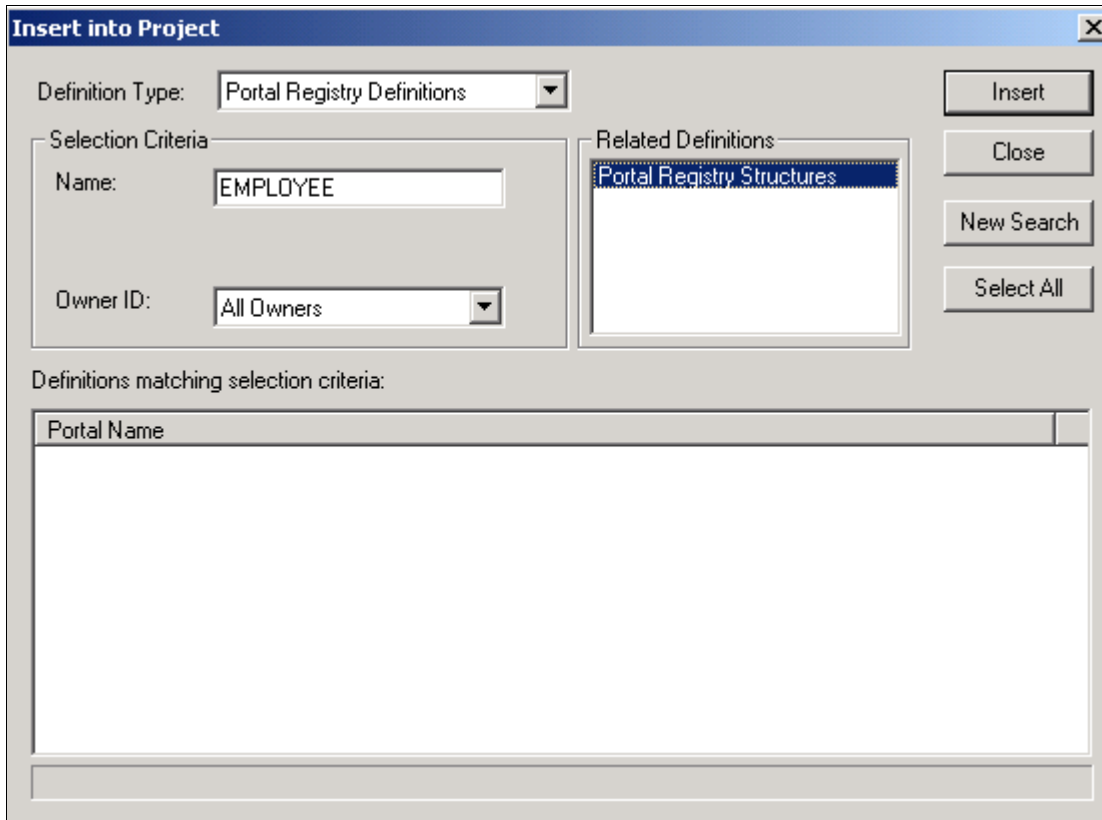 Insert into Project
Definition Type: Portal Registry Definitions
Insert
Selection Criteria
Related Definitions
Close
Name: EMPLOYEE
Portal Registry Structures
New Search
Owner ID: All Owners
Select All
Definitions matching selection criteria:
Portal Name